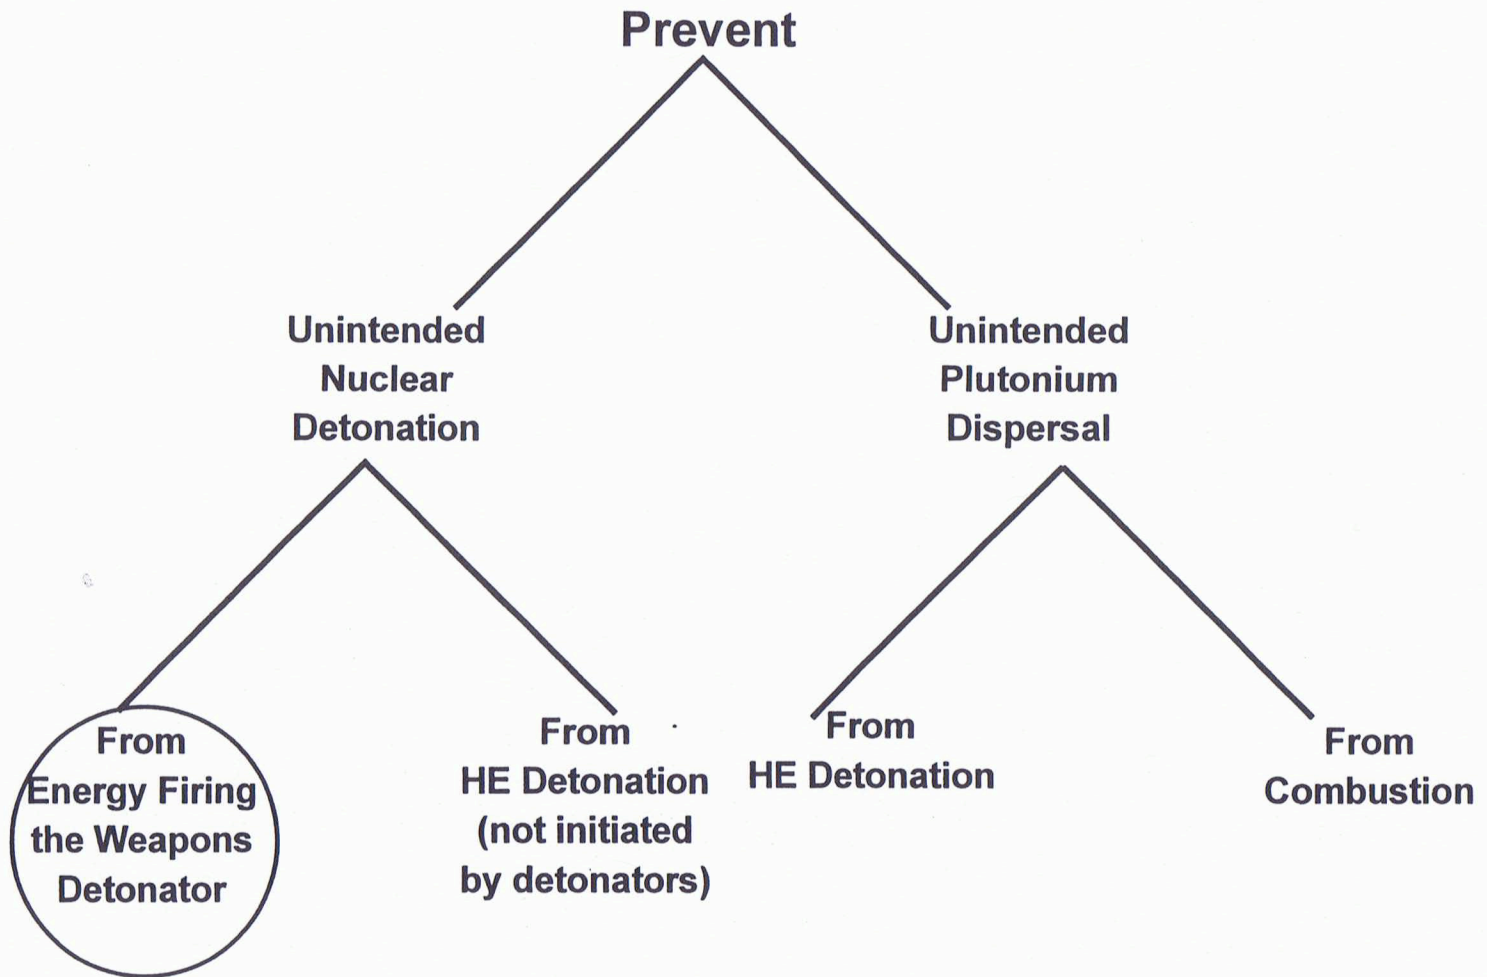 Prevent
Unintended
Nuclear
Detonation
Unintended
Plutonium
Dispersal
From
Energy Firing
the Weapons
Detonator
From
HE Detonation
(not initiated
by detonators)
From
HE Detonation
From
Combustion